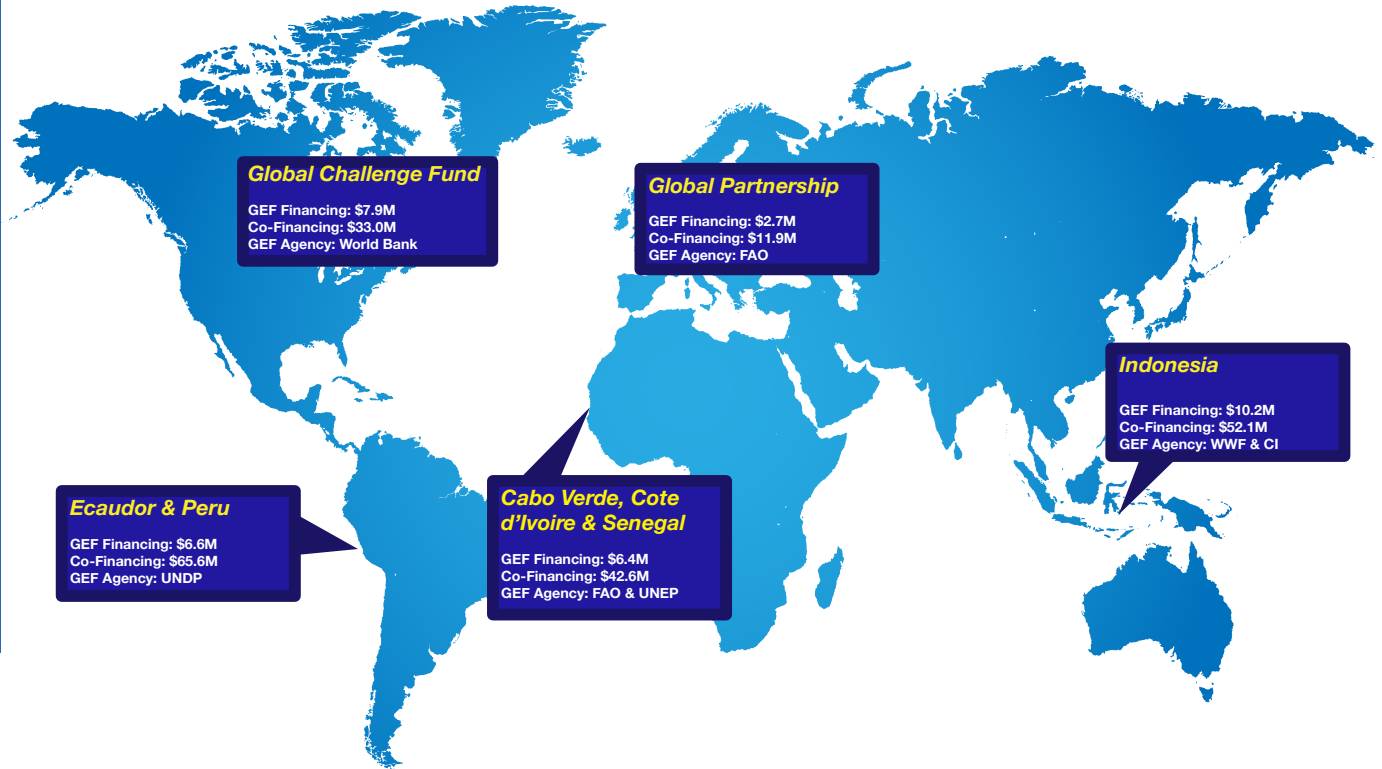 Global Challenge Fund
GEF Financing: $7.9M
Co-Financing: $33.0M
GEF Agency: World Bank
Global Partnership
GEF Financing: $2.7M
Co-Financing: $11.9M
GEF Agency: FAO
Indonesia
GEF Financing: $10.2M
Co-Financing: $52.1M
GEF Agency: WWF & CI
Ecaudor & Peru
GEF Financing: $6.6M
Co-Financing: $65.6M
GEF Agency: UNDP
Cabo Verde, Cote
d’Ivoire & Senegal
GEF Financing: $6.4M
Co-Financing: $42.6M
GEF Agency: FAO & UNEP